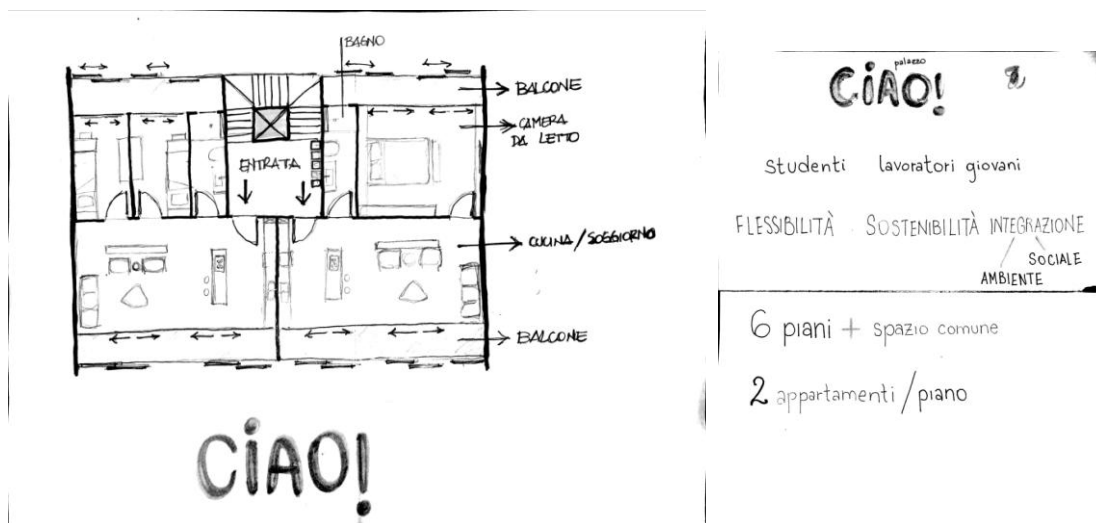 BAGNO
BALCONE
CAMERA
DA LETTO
ENTRATA
CUCINA/SOGGIORNO
BALCONE
CIAO!
palazzo
CIAO!
studenti lavoratori giovani
FLESSIBILITÀ SOSTENIBILITÀ INTEGRAZIONE
SOCIALE
AMBIENTE
6 piani + spazio comune
2 appartamenti/piano